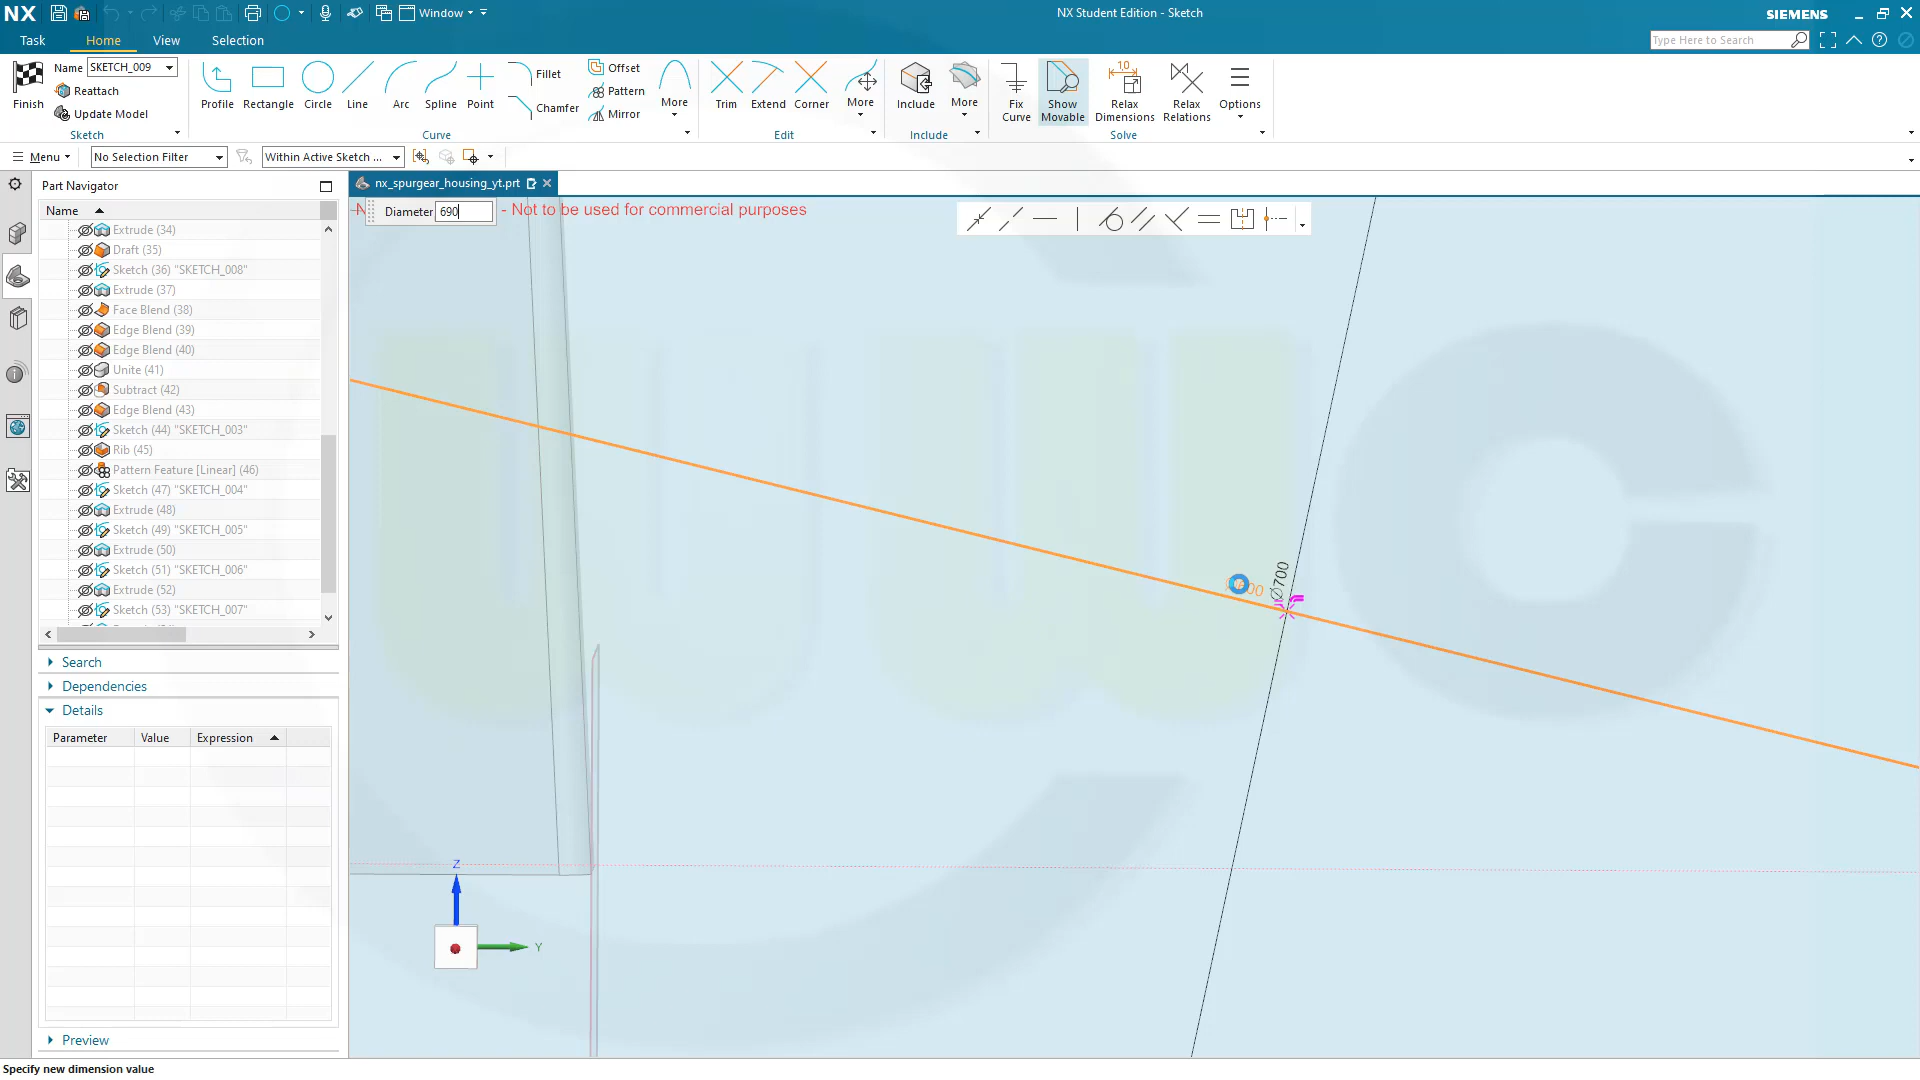 NX
Window
NX Student Edition - Sketch
SIEMENS
Task
Home
View
Selection
Type Here to Search
Finish
Name SKETCH_009
Reattach
Update Model
Sketch
Profile
Rectangle
Circle
Line
Arc
Spline
Point
Fillet
Chamfer
Offset
Pattern
Mirror
More
Curve
Trim
Extend
Corner
More
Edit
Include
More
Include
Fix Curve
Show Movable
Relax Dimensions
Relax Relations
Options
Solve
Menu
No Selection Filter
Within Active Sketch ...
Part Navigator
nx_spurgear_housing_yt.prt
Diameter 690
- Not to be used for commercial purposes
Name
Extrude (34)
Draft (35)
Sketch (36) "SKETCH_008"
Extrude (37)
Face Blend (38)
Edge Blend (39)
Edge Blend (40)
Unite (41)
Subtract (42)
Edge Blend (43)
Sketch (44) "SKETCH_003"
Rib (45)
Pattern Feature [Linear] (46)
Sketch (47) "SKETCH_004"
Extrude (48)
Sketch (49) "SKETCH_005"
Extrude (50)
Sketch (51) "SKETCH_006"
Extrude (52)
Sketch (53) "SKETCH_007"
Search
Dependencies
Details
Parameter Value Expression
Preview
Ø700
Z
Y
Specify new dimension value